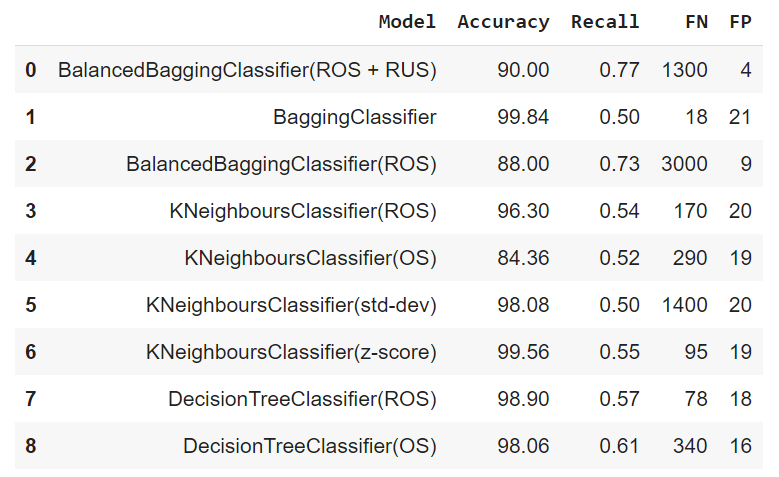 Model Accuracy Recall FN FP
0 BalancedBaggingClassifier(ROS + RUS) 90.00 0.77 1300 4
1 BaggingClassifier 99.84 0.50 18 21
2 BalancedBaggingClassifier(ROS) 88.00 0.73 3000 9
3 KNeighboursClassifier(ROS) 96.30 0.54 170 20
4 KNeighboursClassifier(OS) 84.36 0.52 290 19
5 KNeighboursClassifier(std-dev) 98.08 0.50 1400 20
6 KNeighboursClassifier(z-score) 99.56 0.55 95 19
7 DecisionTreeClassifier(ROS) 98.90 0.57 78 18
8 DecisionTreeClassifier(OS) 98.06 0.61 340 16